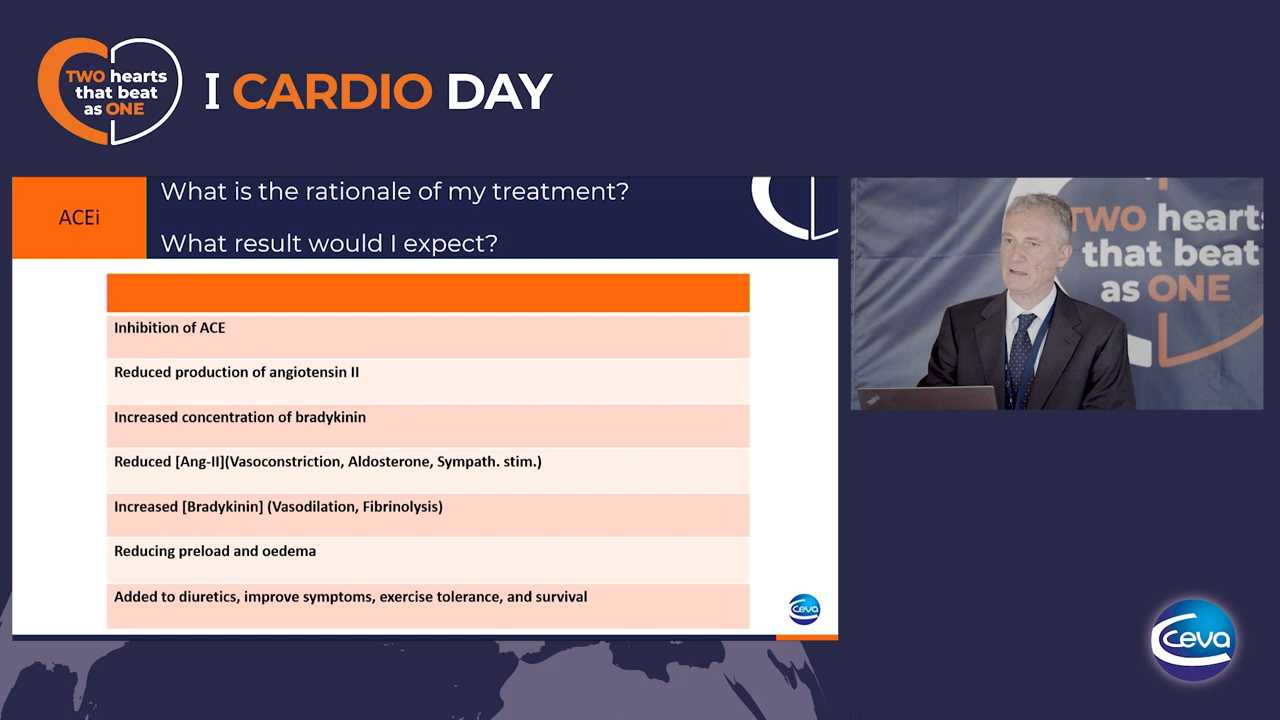 TWO hearts
that beat
as ONE
I CARDIO DAY
ACEi
What is the rationale of my treatment?
What result would I expect?
Inhibition of ACE
Reduced production of angiotensin II
Increased concentration of bradykinin
Reduced [Ang-II](Vasoconstriction, Aldosterone, Sympath. stim.)
Increased [Bradykinin] (Vasodilation, Fibrinolysis)
Reducing preload and oedema
Added to diuretics, improve symptoms, exercise tolerance, and survival
Ceva
TWO hearts
that beat
as ONE
Ceva